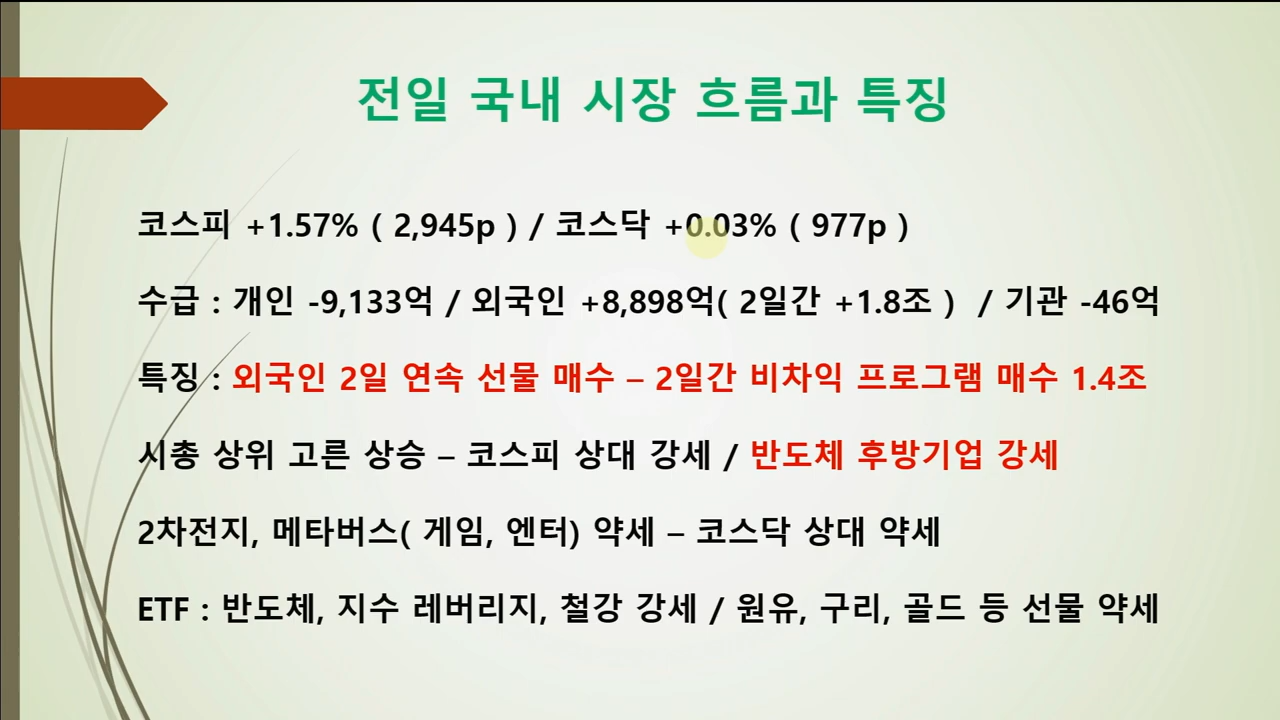 전일 국내 시장 흐름과 특징
코스피 +1.57% ( 2,945p ) / 코스닥 +0.03% ( 977p )
수급 : 개인 -9,133억 / 외국인 +8,898억( 2일간 +1.8조 ) / 기관 -46억
특징 : 외국인 2일 연속 선물 매수 – 2일간 비차익 프로그램 매수 1.4조
시총 상위 고른 상승 – 코스피 상대 강세 / 반도체 후방기업 강세
2차전지, 메타버스( 게임, 엔터) 약세 – 코스닥 상대 약세
ETF : 반도체, 지수 레버리지, 철강 강세 / 원유, 구리, 골드 등 선물 약세